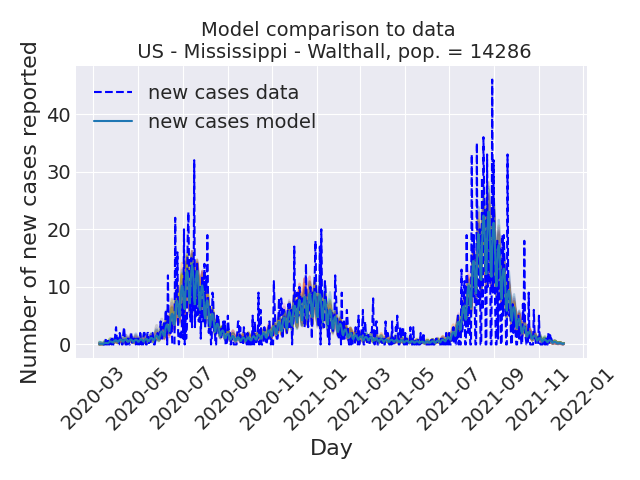 Model comparison to data
US - Mississippi - Walthall, pop. = 14286
Number of new cases reported
new cases data
new cases model
40
30
20
10
0
2020-03
2020-05
2020-07
2020-09
2020-11
2021-01
2021-03
2021-05
2021-07
2021-09
2021-11
2022-01
Day